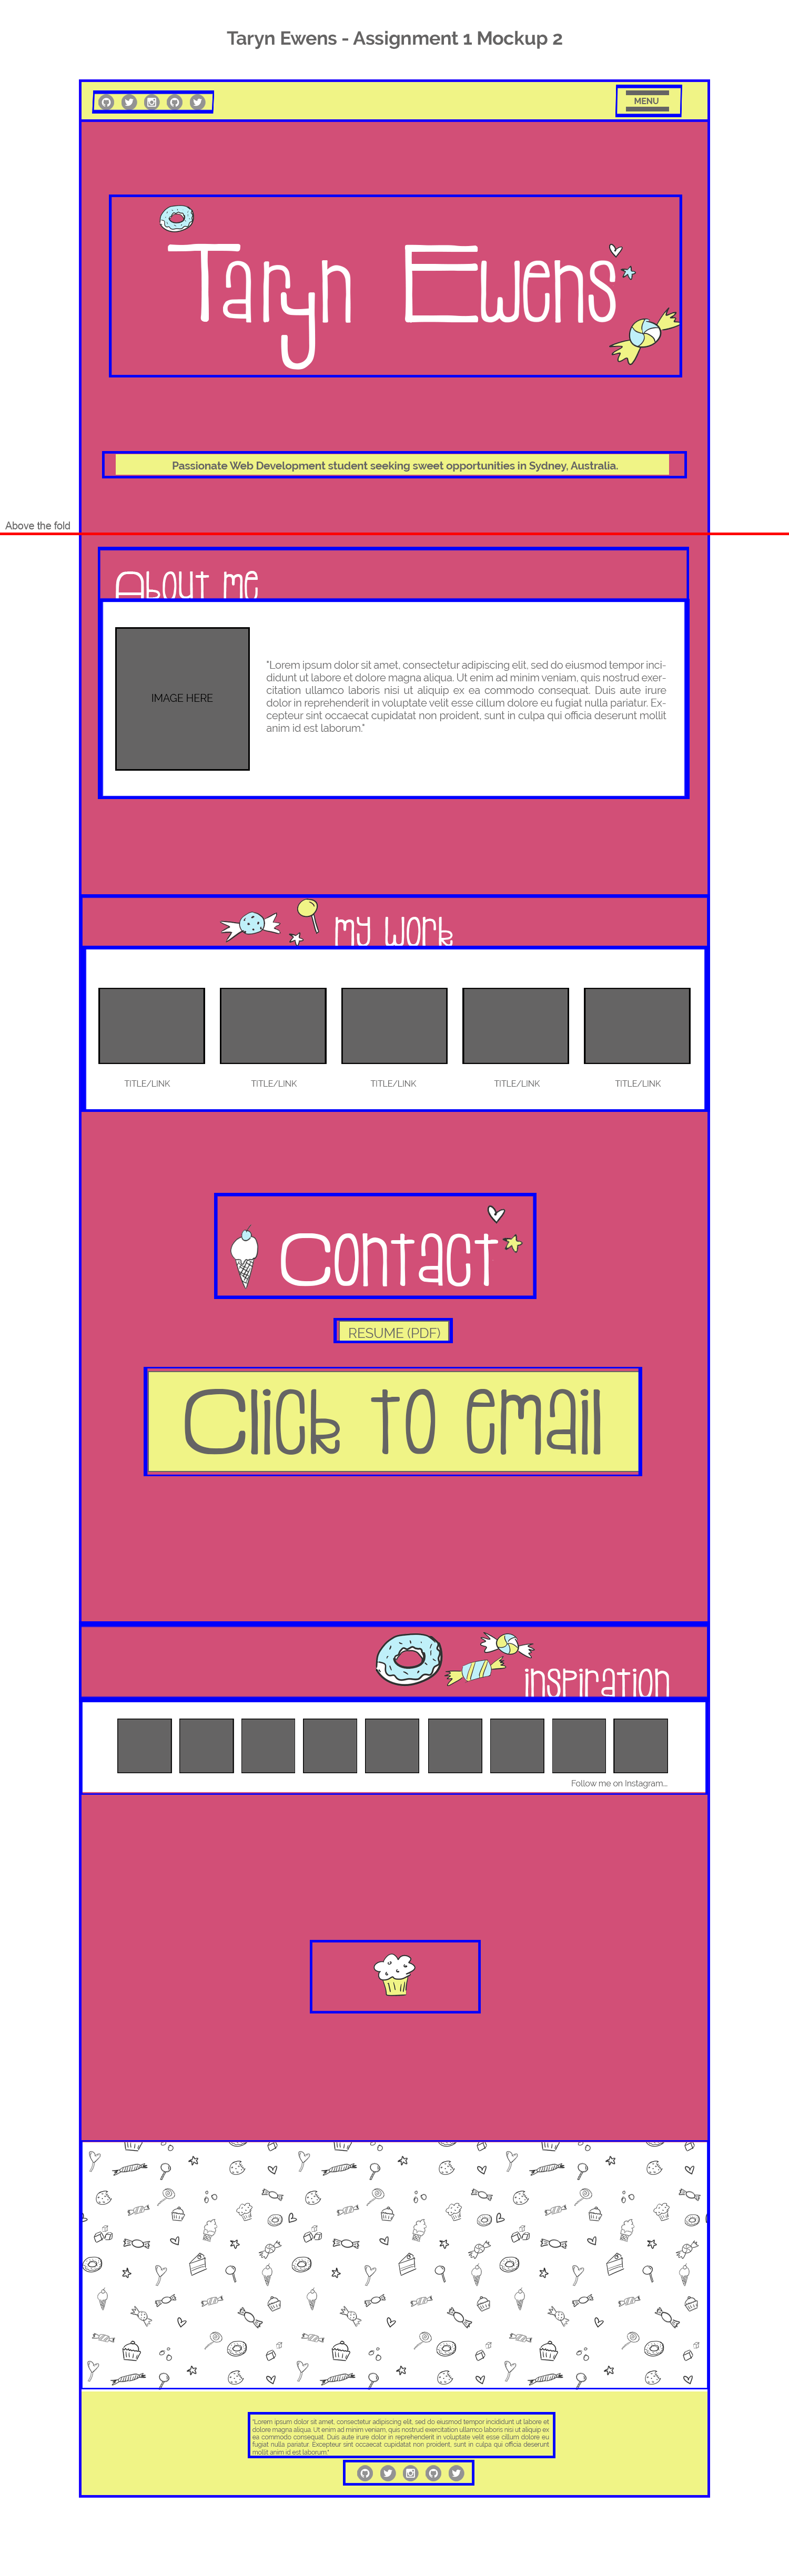 Taryn Ewens - Assignment 1 Mockup 2
MENU
Taryn Ewens
Passionate Web Development student seeking sweet opportunities in Sydney, Australia.
Above the fold
About me
IMAGE HERE
"Lorem ipsum dolor sit amet, consectetur adipiscing elit, sed do eiusmod tempor inci-
didunt ut labore et dolore magna aliqua. Ut enim ad minim veniam, quis nostrud exer-
citation ullamco laboris nisi ut aliquip ex ea commodo consequat. Duis aute irure
dolor in reprehenderit in voluptate velit esse cillum dolore eu fugiat nulla pariatur. Ex-
cepteur sint occaecat cupidatat non proident, sunt in culpa qui officia deserunt mollit
anim id est laborum."
my work
TITLE/LINK TITLE/LINK TITLE/LINK TITLE/LINK TITLE/LINK
Contact
RESUME (PDF)
Click to email
inspiration
Follow me on Instagram...
"Lorem ipsum dolor sit amet, consectetur adipiscing elit, sed do eiusmod tempor incididunt ut labore et
dolore magna aliqua. Ut enim ad minim veniam, quis nostrud exercitation ullamco laboris nisi ut aliquip ex
ea commodo consequat. Duis aute irure dolor in reprehenderit in voluptate velit esse cillum dolore eu
fugiat nulla pariatur. Excepteur sint occaecat cupidatat non proident, sunt in culpa qui officia deserunt
mollit anim id est laborum."